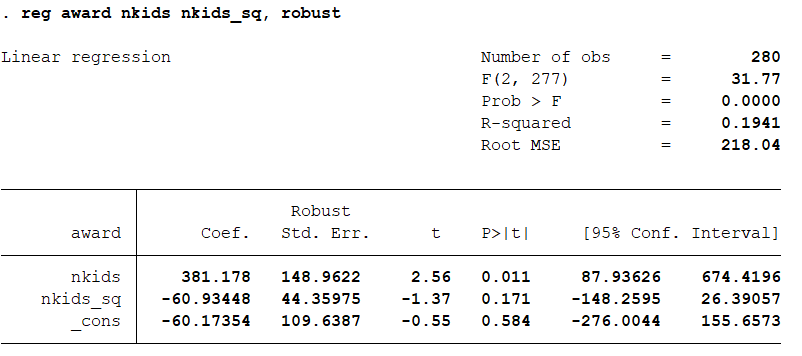 . reg award nkids nkids_sq, robust
Linear regression Number of obs = 280
F(2, 277) = 31.77
Prob > F = 0.0000
R-squared = 0.1941
Root MSE = 218.04
Robust
award Coef. Std. Err. t P>|t| [95% Conf. Interval]
nkids 381.178 148.9622 2.56 0.011 87.93626 674.4196
nkids_sq -60.93448 44.35975 -1.37 0.171 -148.2595 26.39057
_cons -60.17354 109.6387 -0.55 0.584 -276.0044 155.6573